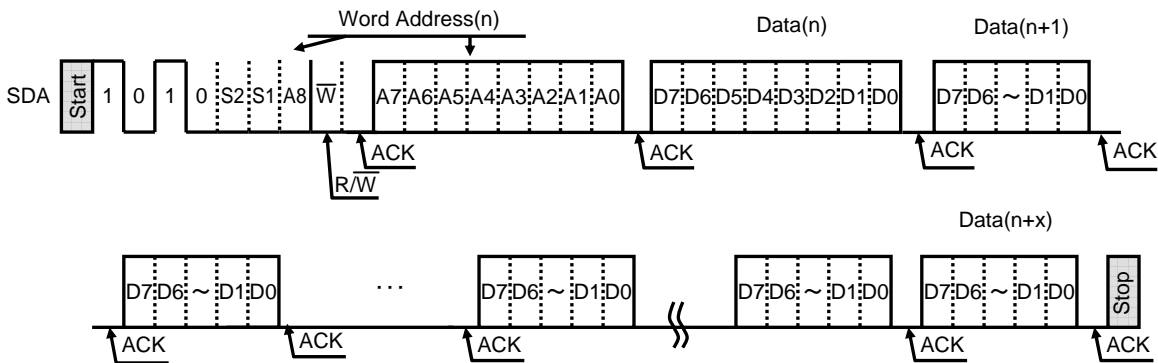 Word Address(n)
Data(n)
Data(n+1)
SDA Start 1 0 1 0 S2 S1 A8 W̅ A7 A6 A5 A4 A3 A2 A1 A0 D7 D6 D5 D4 D3 D2 D1 D0 D7 D6 ~ D1 D0
ACK ACK ACK ACK
R/W̅
Data(n+x)
D7 D6 ~ D1 D0 ... D7 D6 ~ D1 D0 D7 D6 ~ D1 D0 D7 D6 ~ D1 D0 Stop
ACK ACK ACK ACK ACK